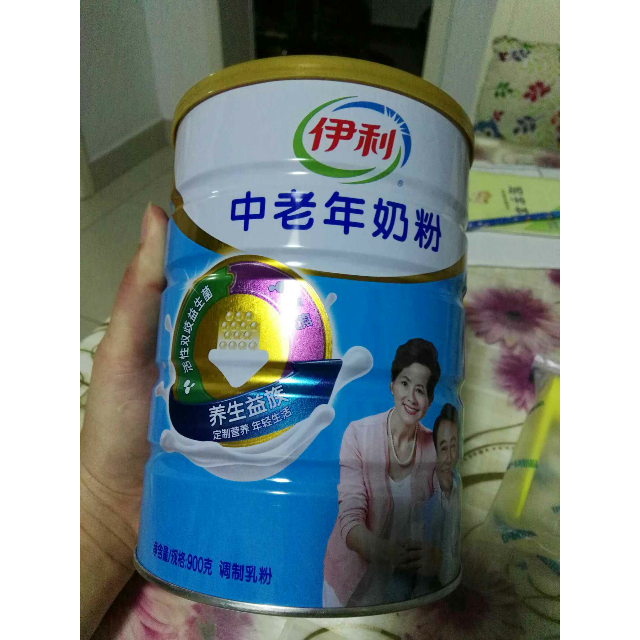 伊利
®
中老年奶粉
活性双歧益生菌
养生益族
定制营养 年轻生活
净含量/规格:900克 调制乳粉